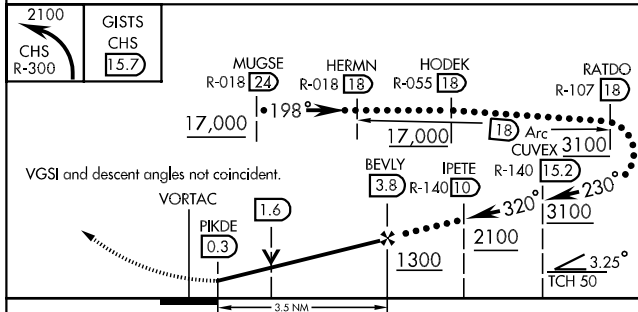 2100
CHS
R-300
GISTS
CHS
15.7
MUGSE
R-018 24
HERMN
R-018 18
HODEK
R-055 18
RATDO
R-107 18
198°
17,000
17,000
18 Arc
3100
VGSI and descent angles not coincident.
BEVLY
3.8
IPETE
R-140 10
CUVEX
R-140 15.2
230°
VORTAC
PIKDE
0.3
1.6
320°
3100
2100
1300
3.25°
TCH 50
3.5 NM